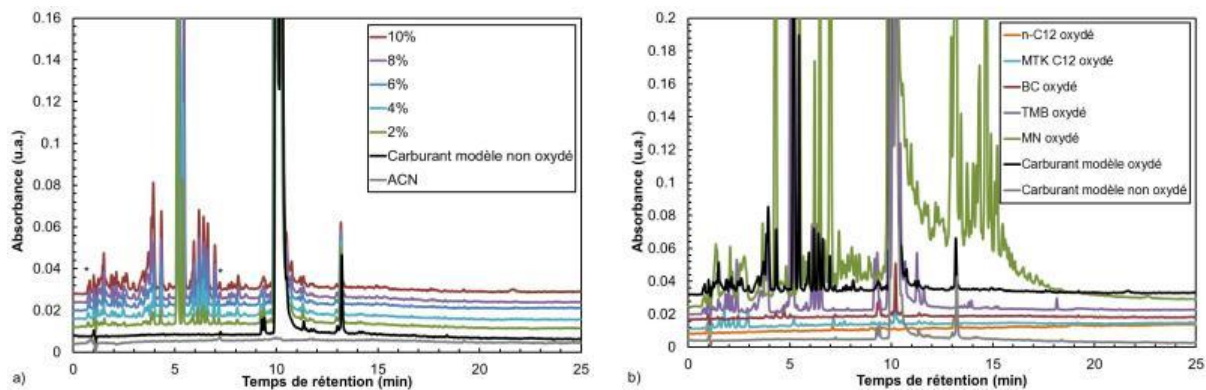 0.16
0.14
0.12
0.1
0.08
0.06
0.04
0.02
0
Absorbance (u.a.)
10%
8%
6%
4%
2%
Carburant modèle non oxydé
ACN
*
*
0 5 10 15 20 25
a) Temps de rétention (min)
0.2
0.18
0.16
0.14
0.12
0.1
0.08
0.06
0.04
0.02
0
Absorbance (u.a.)
n-C12 oxydé
MTK C12 oxydé
BC oxydé
TMB oxydé
MN oxydé
Carburant modèle oxydé
Carburant modèle non oxydé
0 5 10 15 20 25
b) Temps de rétention (min)